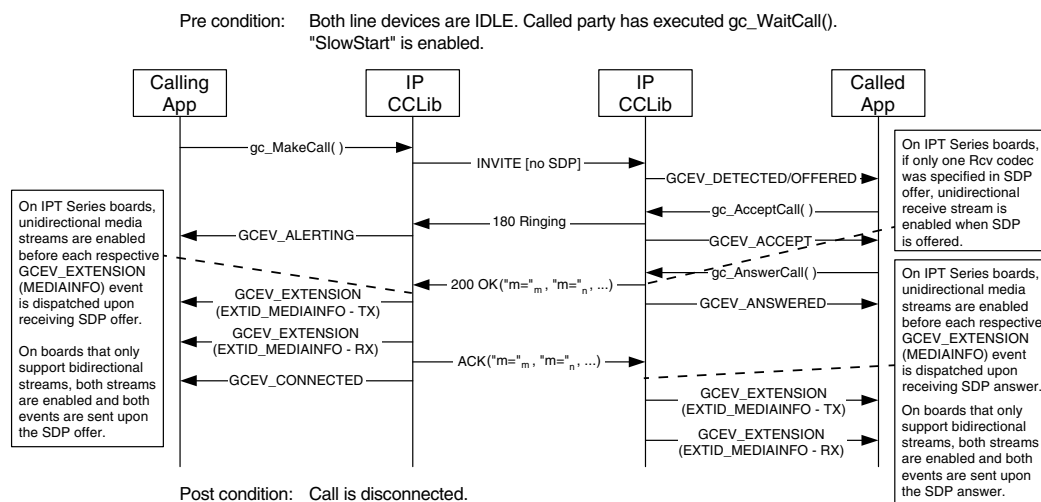 Pre condition: Both line devices are IDLE. Called party has executed gc_WaitCall().
"SlowStart" is enabled.
Calling
App
IP
CCLib
IP
CCLib
Called
App
gc_MakeCall( )
INVITE [no SDP]
GCEV_DETECTED/OFFERED
gc_AcceptCall( )
180 Ringing
GCEV_ALERTING
GCEV_ACCEPT
gc_AnswerCall( )
200 OK("m="m, "m="n, ...)
GCEV_EXTENSION
(EXTID_MEDIAINFO - TX)
GCEV_ANSWERED
GCEV_EXTENSION
(EXTID_MEDIAINFO - RX)
ACK("m="m, "m="n, ...)
GCEV_CONNECTED
GCEV_EXTENSION
(EXTID_MEDIAINFO - TX)
GCEV_EXTENSION
(EXTID_MEDIAINFO - RX)
On IPT Series boards,
unidirectional media
streams are enabled
before each respective
GCEV_EXTENSION
(MEDIAINFO) event
is dispatched upon
receiving SDP offer.
On boards that only
support bidirectional
streams, both streams
are enabled and both
events are sent upon
the SDP offer.
On IPT Series boards,
if only one Rcv codec
was specified in SDP
offer, unidirectional
receive stream is
enabled when SDP
is offered.
On IPT Series boards,
unidirectional media
streams are enabled
before each respective
GCEV_EXTENSION
(MEDIAINFO) event
is dispatched upon
receiving SDP answer.
On boards that only
support bidirectional
streams, both streams
are enabled and both
events are sent upon
the SDP answer.
Post condition: Call is disconnected.